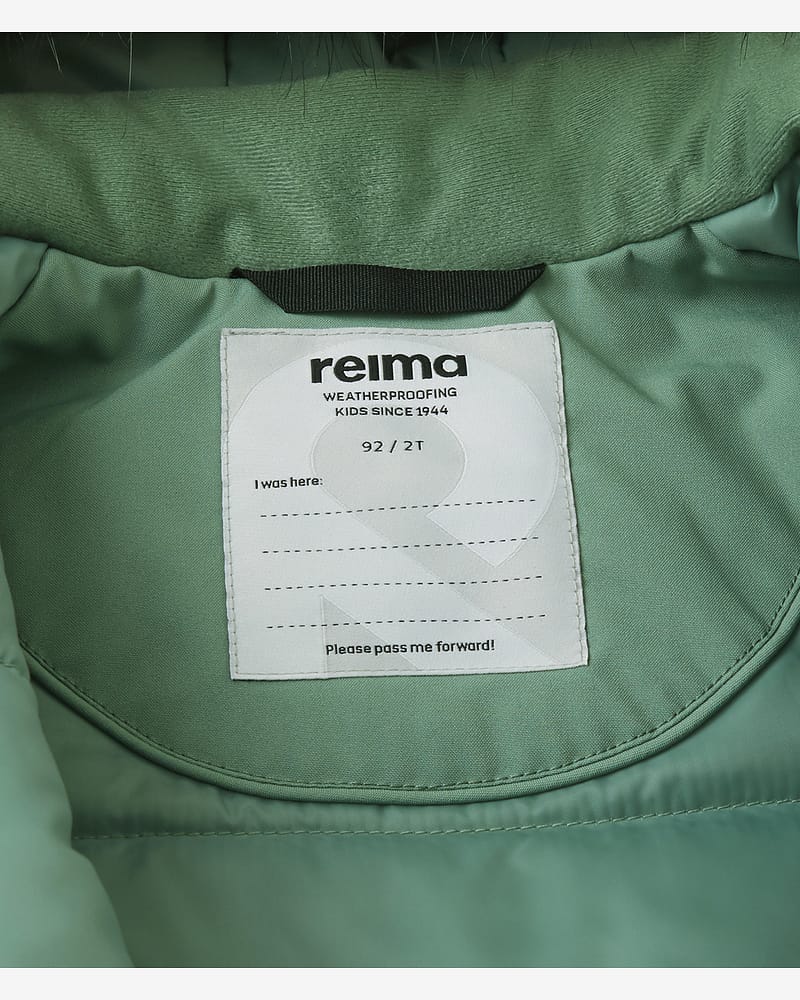 reima
WEATHERPROOFING
KIDS SINCE 1944
92 / 2T
I was here:
Please pass me forward!